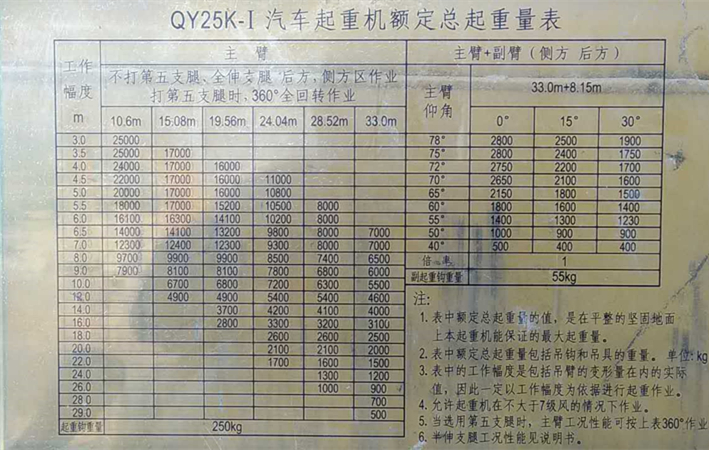 QY25K-I 汽车起重机额定总起重量表
工作幅度 m
主 臂
不打第五支腿、全伸支腿 后方、侧方区作业
打第五支腿时,360°全回转作业
10.6m 15.08m 19.56m 24.04m 28.52m 33.0m
3.0 25000
3.5 25000 17000
4.0 24000 17000 16000
4.5 22000 17000 16000 11000
5.0 20000 17000 16000 10800
5.5 18000 17000 15200 10500 8000
6.0 16100 16300 14100 10200 8000
6.5 14000 14100 13200 9800 8000 7000
7.0 12300 12400 12300 9300 8000 7000
8.0 9700 9900 9900 8500 7400 6500
9.0 7900 8100 8100 7800 6800 6000
10.0 6700 6800 7200 6300 5500
12.0 4900 4900 5400 5400 4600
14.0 3700 4200 4100 4000
16.0 2800 3300 3200 3100
18.0 2600 2600 2500
20.0 2100 2100 2000
22.0 1700 1600 1500
24.0 1300 1200
26.0 1000 900
28.0 700
29.0 500
起重钩重量 250kg
主臂+副臂(侧方 后方)
主臂仰角
33.0m+8.15m
0° 15° 30°
78° 2800 2500 1900
75° 2800 2400 1750
72° 2750 2200 1700
70° 2650 2100 1600
65° 2150 1800 1500
60° 1800 1600 1400
55° 1400 1300 1230
50° 1000 900 900
40° 500 400 400
倍 率 1
副起重钩重量 55kg
注:
1. 表中额定总起重量的值，是在平整的坚固地面
上本起重机能保证的最大起重量。
2. 表中额定总起重量包括吊钩和吊具的重量。 单位: kg
3. 表中的工作幅度是包括吊臂的变形量在内的实际
值，因此一定以工作幅度为依据进行起重作业。
4. 允许起重机在不大于7级风的情况下作业。
5. 当选用第五支腿时，主臂工况性能可按上表360°作业
6. 半伸支腿工况性能见说明书。